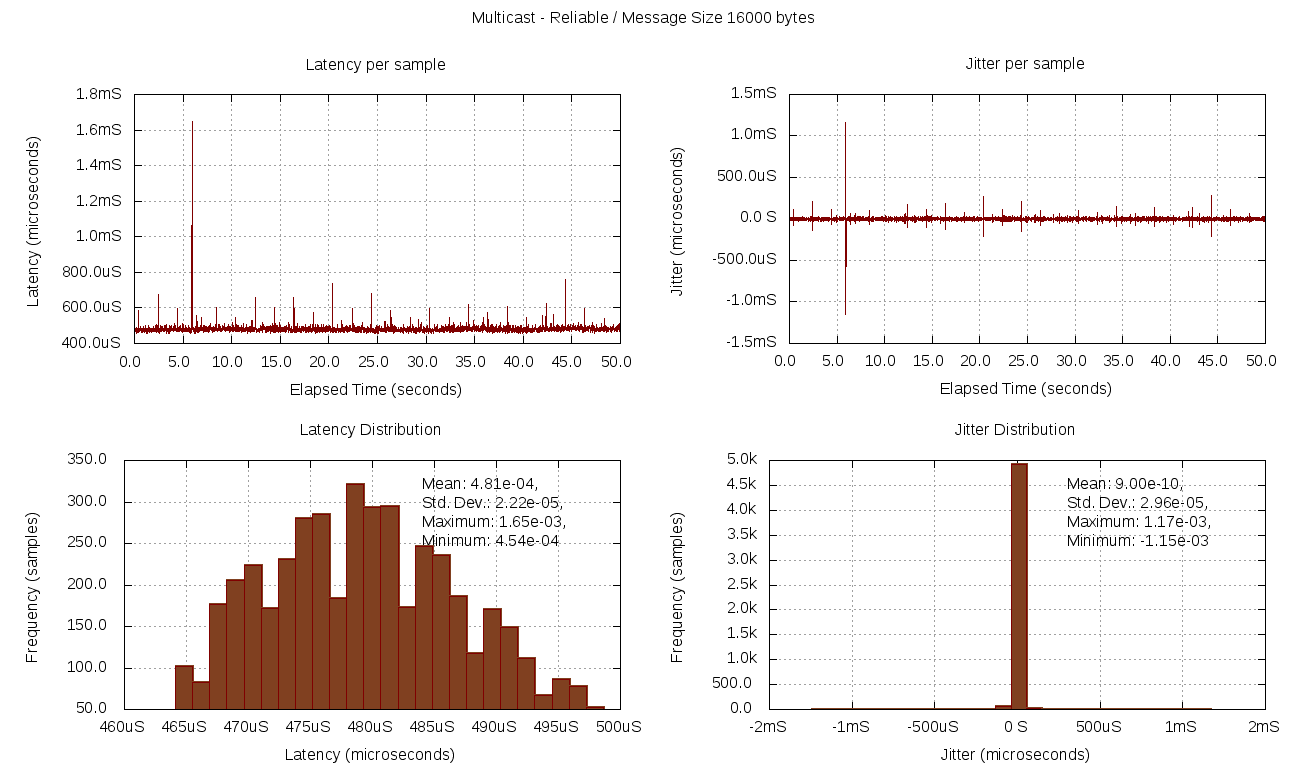 Multicast - Reliable / Message Size 16000 bytes
Latency per sample
1.8mS
1.6mS
1.4mS
1.2mS
1.0mS
800.0uS
600.0uS
400.0uS
Latency (microseconds)
0.0 5.0 10.0 15.0 20.0 25.0 30.0 35.0 40.0 45.0 50.0
Elapsed Time (seconds)
Jitter per sample
1.5mS
1.0mS
500.0uS
0.0 S
-500.0uS
-1.0mS
-1.5mS
Jitter (microseconds)
0.0 5.0 10.0 15.0 20.0 25.0 30.0 35.0 40.0 45.0 50.0
Elapsed Time (seconds)
Latency Distribution
350.0
300.0
250.0
200.0
150.0
100.0
50.0
Frequency (samples)
Mean: 4.81e-04,
Std. Dev.: 2.22e-05,
Maximum: 1.65e-03,
Minimum: 4.54e-04
460uS 465uS 470uS 475uS 480uS 485uS 490uS 495uS 500uS
Latency (microseconds)
Jitter Distribution
5.0k
4.5k
4.0k
3.5k
3.0k
2.5k
2.0k
1.5k
1.0k
500.0
0.0
Frequency (samples)
Mean: 9.00e-10,
Std. Dev.: 2.96e-05,
Maximum: 1.17e-03,
Minimum: -1.15e-03
-2mS -1mS -500uS 0 S 500uS 1mS 2mS
Jitter (microseconds)